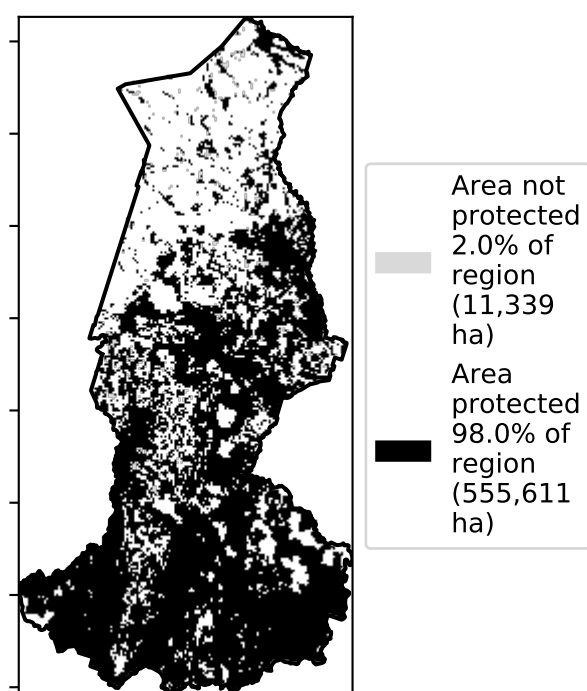 Area not
protected
2.0% of
region
(11,339
ha)
Area
protected
98.0% of
region
(555,611
ha)